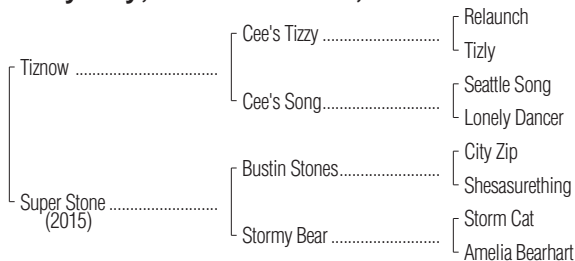 Relaunch
Cee's Tizzy
Tizly
Tiznow
Seattle Song
Cee's Song
Lonely Dancer
City Zip
Bustin Stones
Shesasurething
Super Stone
(2015)
Storm Cat
Stormy Bear
Amelia Bearhart